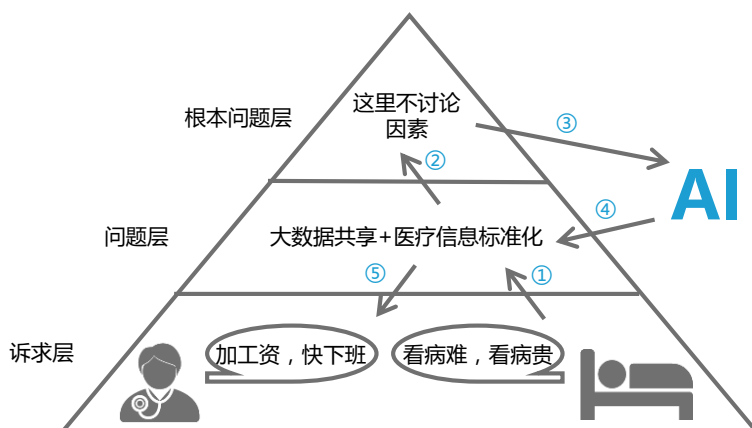 这里不讨论
因素
根本问题层
③
②
AI
④
问题层
大数据共享+医疗信息标准化
⑤
①
诉求层
加工资，快下班
看病难，看病贵